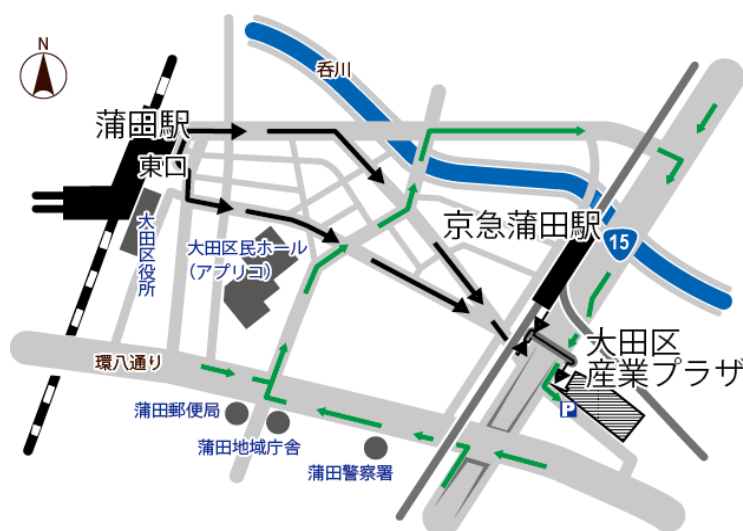 N
呑川
蒲田駅
東口
大田区役所
大田区民ホール
（アプリコ）
京急蒲田駅
15
大田区
産業プラザ
P
環八通り
蒲田郵便局
蒲田地域庁舎
蒲田警察署